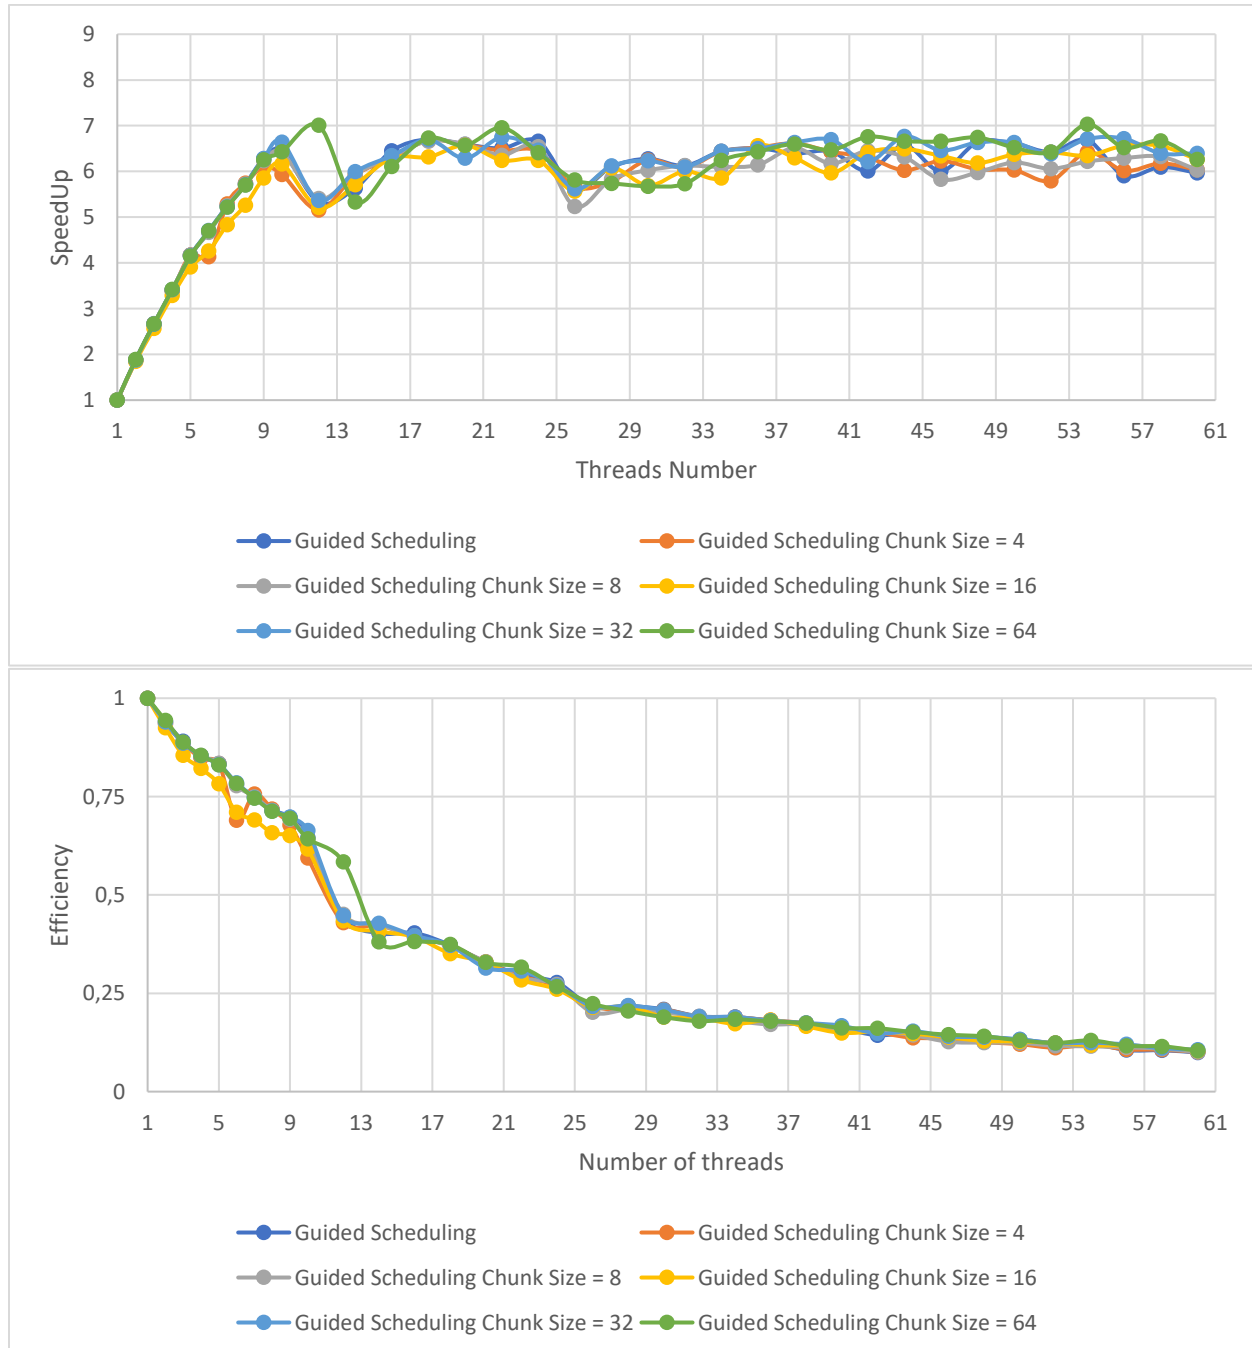 9
8
7
6
5
4
3
2
1
SpeedUp
1 5 9 13 17 21 25 29 33 37 41 45 49 53 57 61
Threads Number
Guided Scheduling Guided Scheduling Chunk Size = 4
Guided Scheduling Chunk Size = 8 Guided Scheduling Chunk Size = 16
Guided Scheduling Chunk Size = 32 Guided Scheduling Chunk Size = 64
1
0,75
0,5
0,25
0
Efficiency
1 5 9 13 17 21 25 29 33 37 41 45 49 53 57 61
Number of threads
Guided Scheduling Guided Scheduling Chunk Size = 4
Guided Scheduling Chunk Size = 8 Guided Scheduling Chunk Size = 16
Guided Scheduling Chunk Size = 32 Guided Scheduling Chunk Size = 64